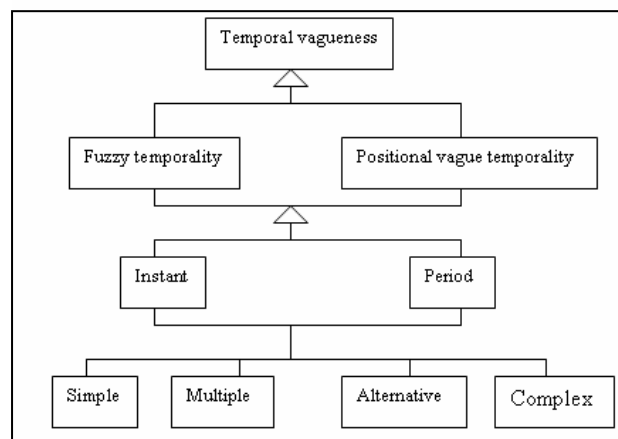 Temporal vagueness
Fuzzy temporality
Positional vague temporality
Instant
Period
Simple
Multiple
Alternative
Complex